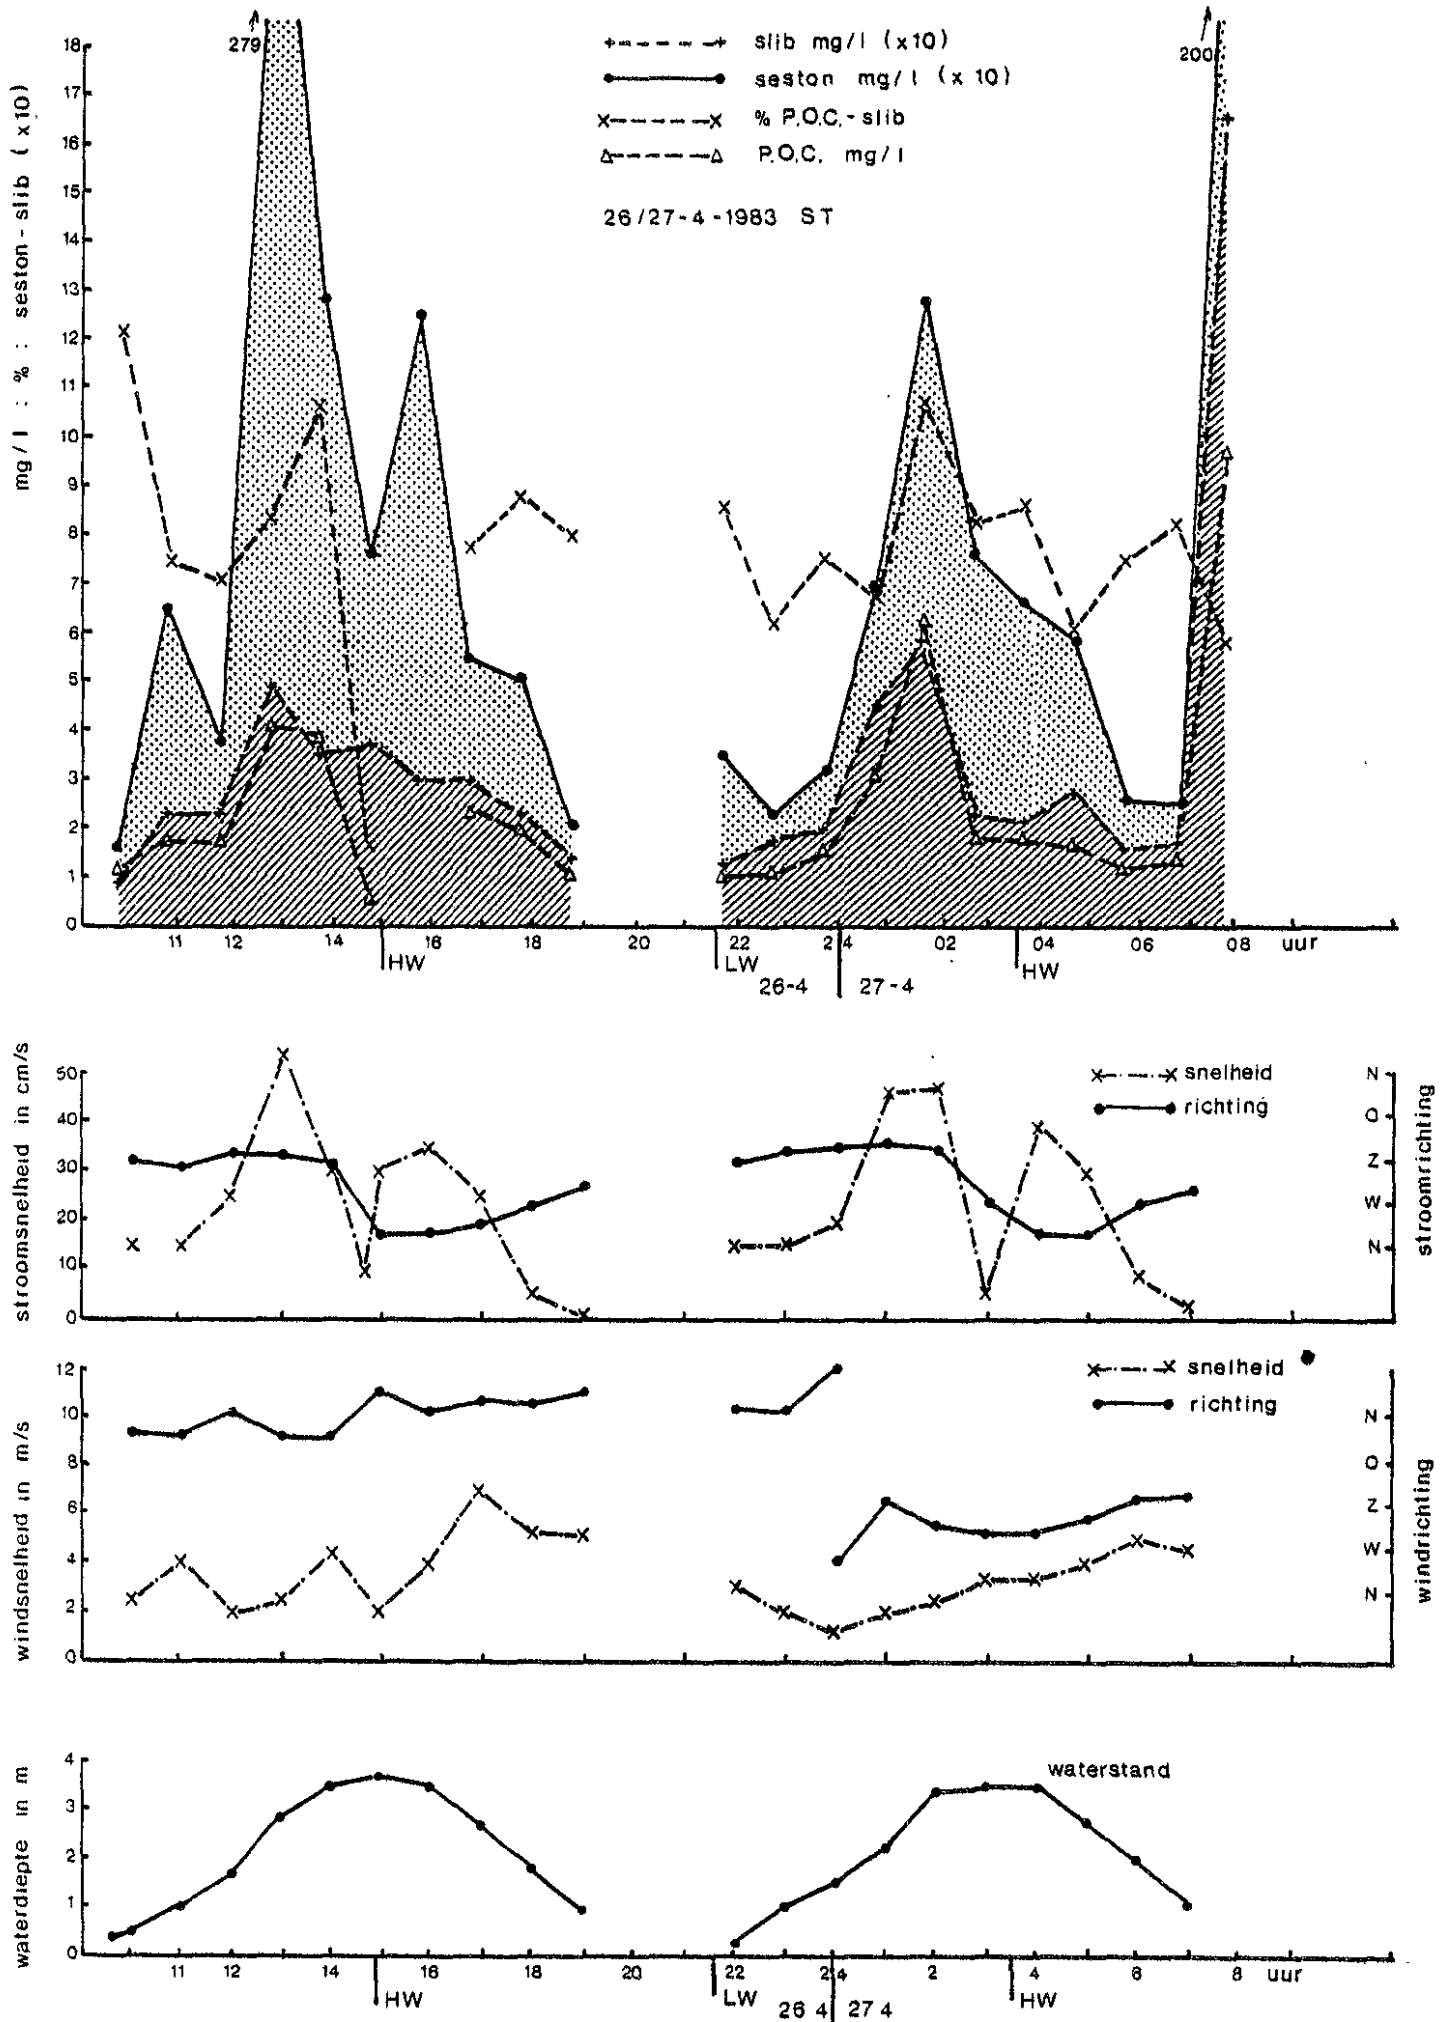 279
200
+-----+ slib mg/l (x10)
seston mg/l (x 10)
x-----x % P.O.C.-slib
Δ-----Δ P.O.C. mg/l
26/27-4-1983 ST
mg/l : % : seston-slib (x10)
18
17
16
15
14
13
12
11
10
9
8
7
6
5
4
3
2
1
0
11 12 14 16 18 20 22 24 02 04 06 08 uur
HW LW HW
26-4 27-4
stroomsnelheid in cm/s
50
40
30
20
10
0
snelheid
richting
N
O
Z
W
N
stroomrichting
windsnelheid in m/s
12
10
8
6
4
2
0
snelheid
richting
N
O
Z
W
N
windrichting
waterdiepte in m
4
3
2
1
0
waterstand
11 12 14 16 18 20 22 24 2 4 6 8 uur
HW LW HW
26 4 27 4